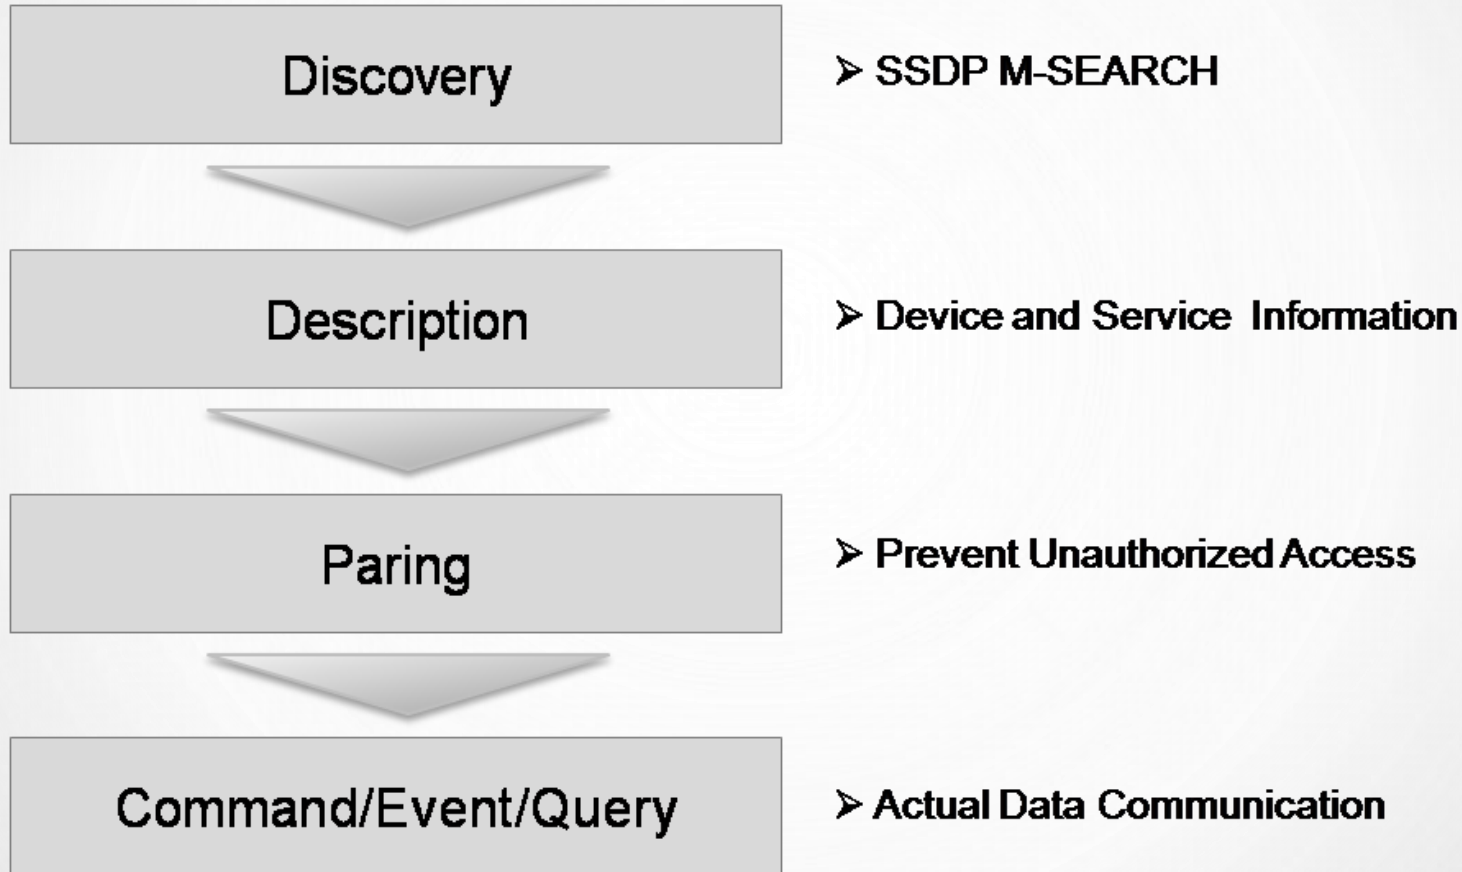 Discovery
➢ SSDP M-SEARCH
Description
➢ Device and Service Information
Paring
➢ Prevent Unauthorized Access
Command/Event/Query
➢ Actual Data Communication